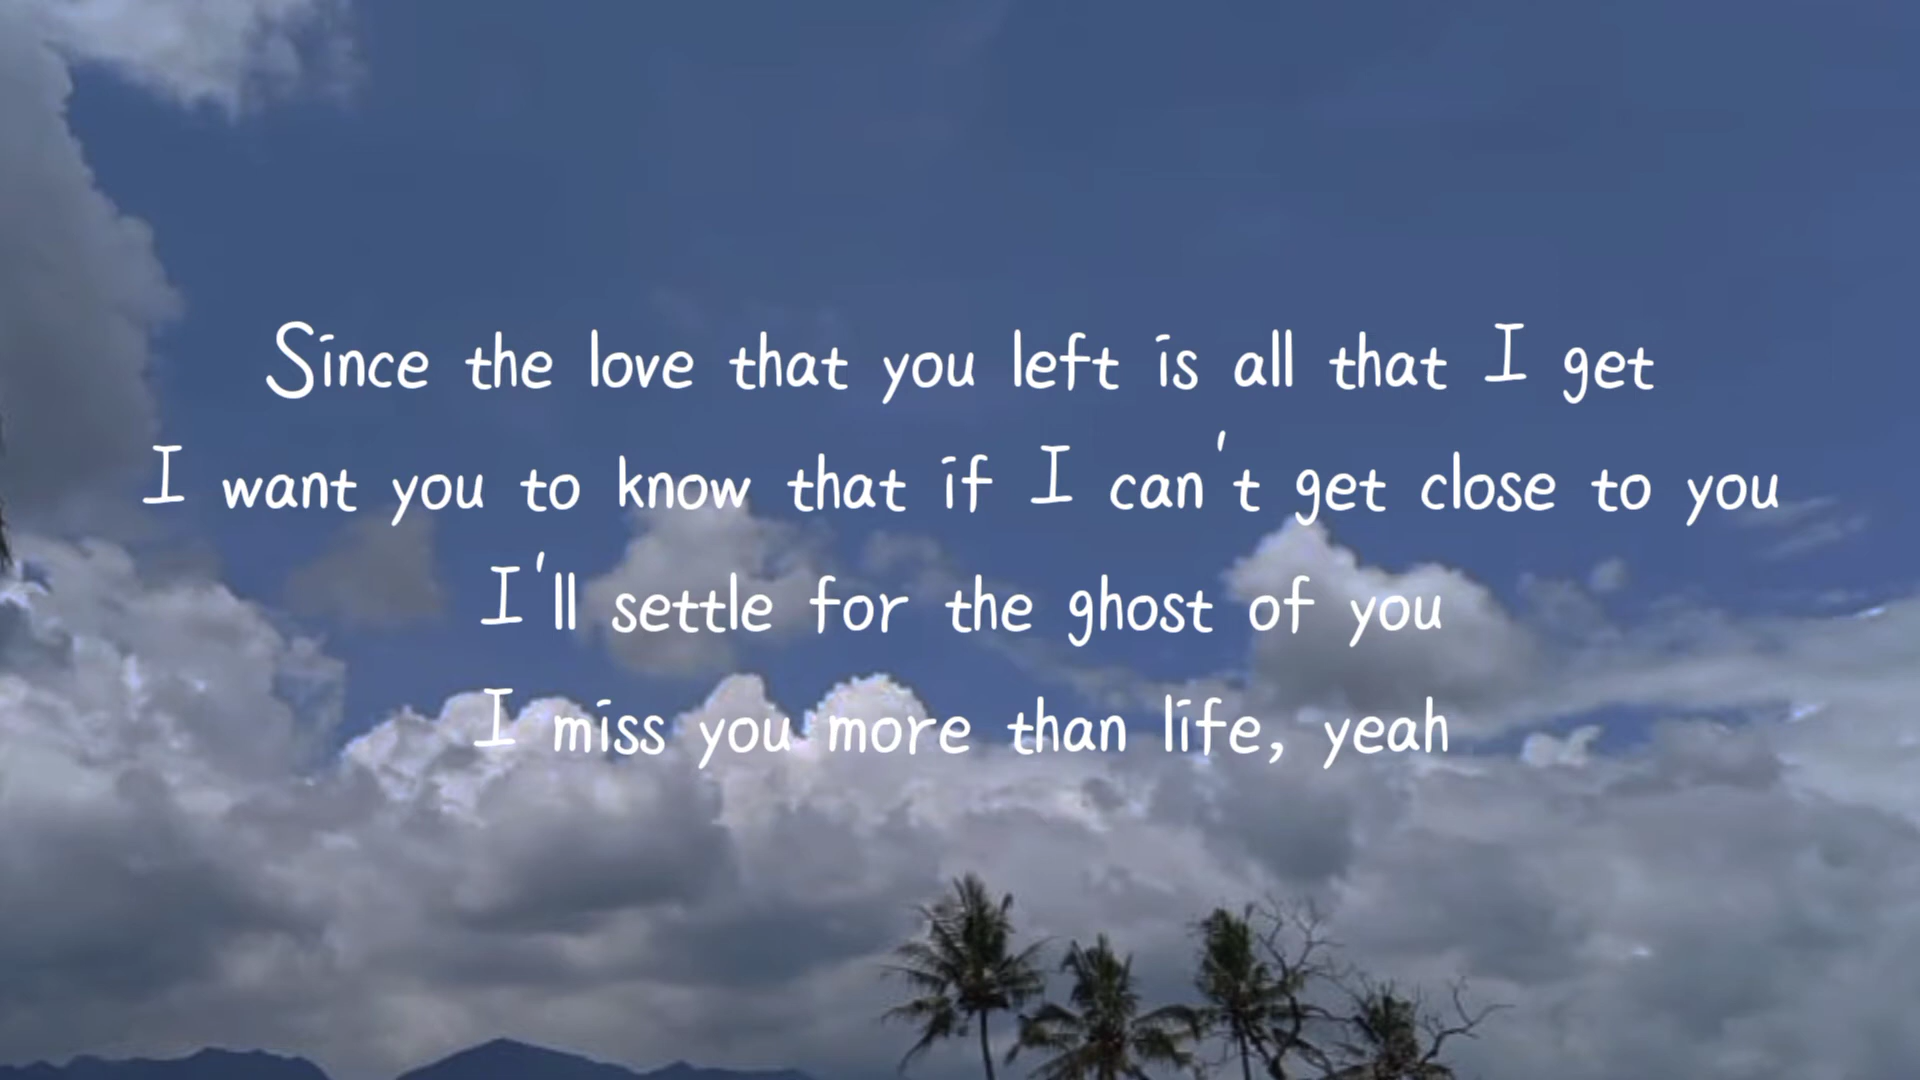 Since the love that you left is all that I get
I want you to know that if I can't get close to you
I'll settle for the ghost of you
I miss you more than life, yeah